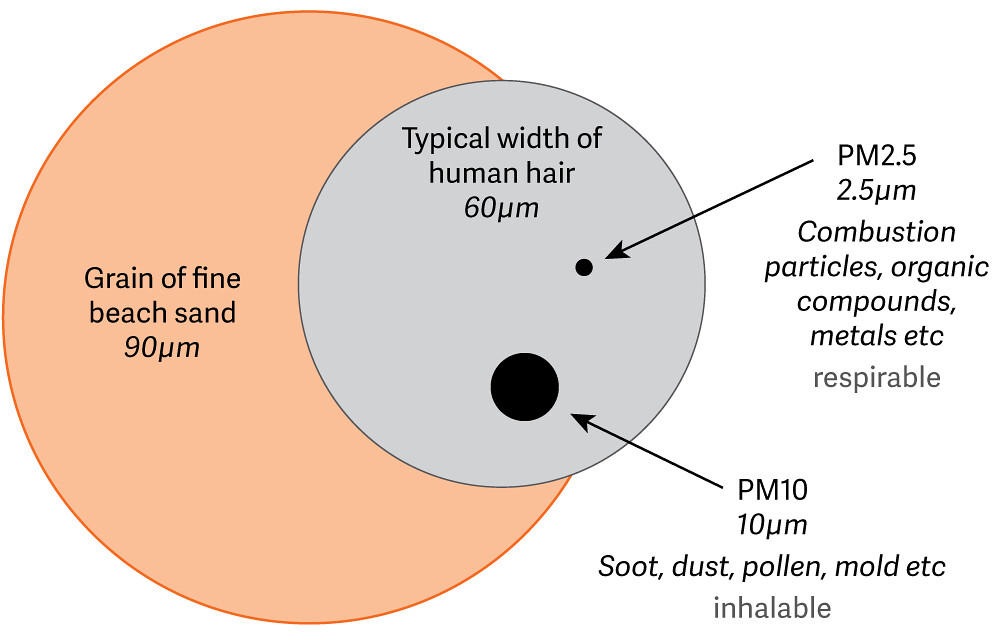 Typical width of
human hair
60µm
PM2.5
2.5µm
Combustion
particles, organic
compounds,
metals etc
respirable
Grain of fine
beach sand
90µm
PM10
10µm
Soot, dust, pollen, mold etc
inhalable